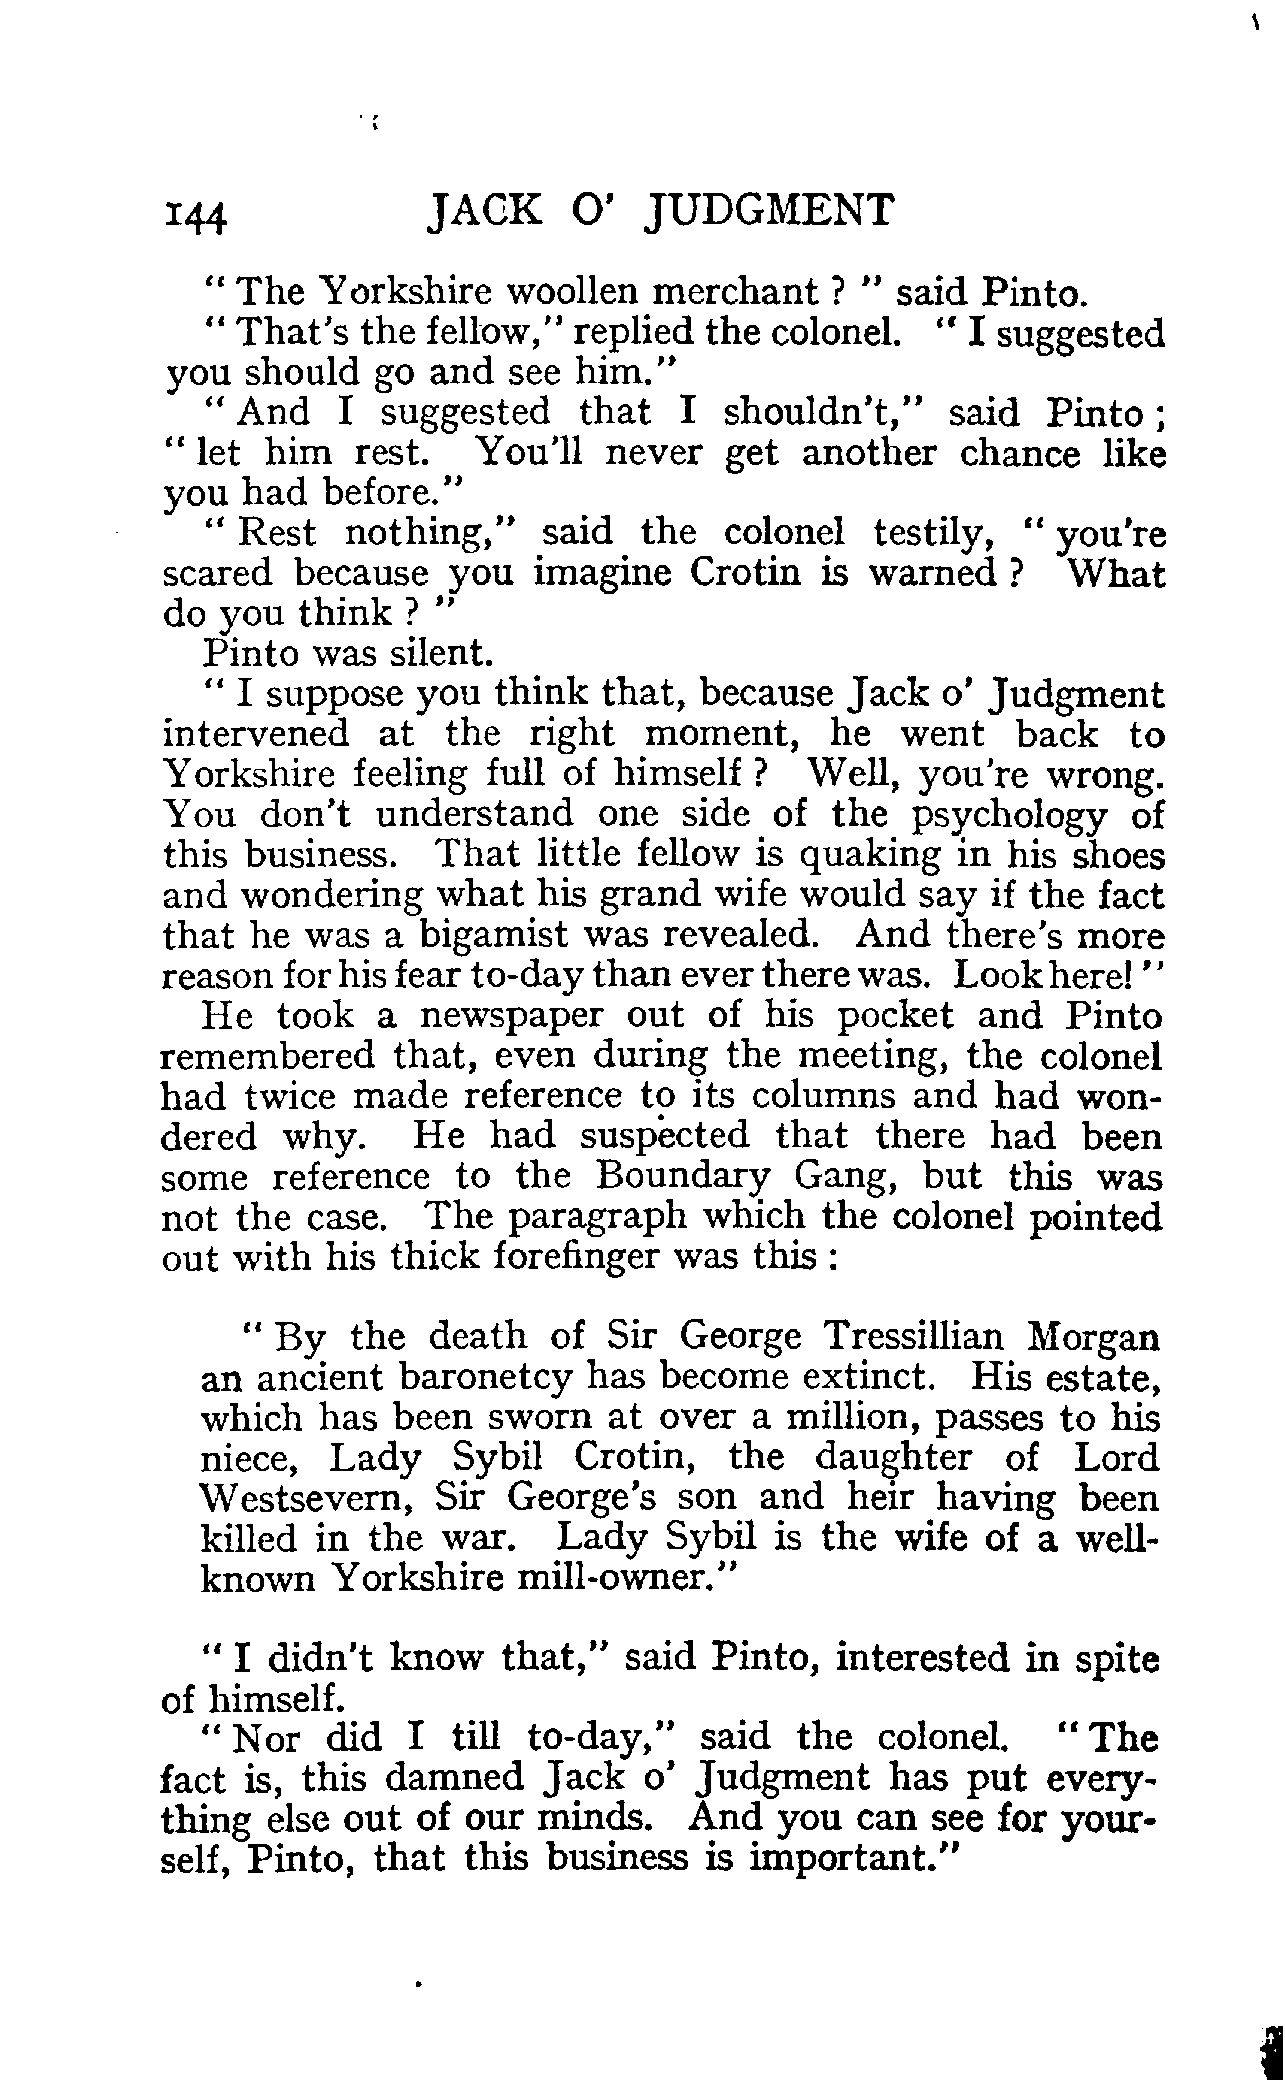 144 JACK O' JUDGMENT
" The Yorkshire woollen merchant ? " said Pinto.
" That's the fellow," replied the colonel. " I suggested
you should go and see him."
" And I suggested that I shouldn't," said Pinto ;
" let him rest. You'll never get another chance like
you had before."
" Rest nothing," said the colonel testily, " you're
scared because you imagine Crotin is warned ? What
do you think ? "
Pinto was silent.
" I suppose you think that, because Jack o' Judgment
intervened at the right moment, he went back to
Yorkshire feeling full of himself ? Well, you're wrong.
You don't understand one side of the psychology of
this business. That little fellow is quaking in his shoes
and wondering what his grand wife would say if the fact
that he was a bigamist was revealed. And there's more
reason for his fear to-day than ever there was. Look here! "
He took a newspaper out of his pocket and Pinto
remembered that, even during the meeting, the colonel
had twice made reference to its columns and had won-
dered why. He had suspected that there had been
some reference to the Boundary Gang, but this was
not the case. The paragraph which the colonel pointed
out with his thick forefinger was this :
" By the death of Sir George Tressillian Morgan
an ancient baronetcy has become extinct. His estate,
which has been sworn at over a million, passes to his
niece, Lady Sybil Crotin, the daughter of Lord
Westsevern, Sir George's son and heir having been
killed in the war. Lady Sybil is the wife of a well-
known Yorkshire mill-owner."
" I didn't know that," said Pinto, interested in spite
of himself.
" Nor did I till to-day," said the colonel. " The
fact is, this damned Jack o' Judgment has put every-
thing else out of our minds. And you can see for your-
self, Pinto, that this business is important."